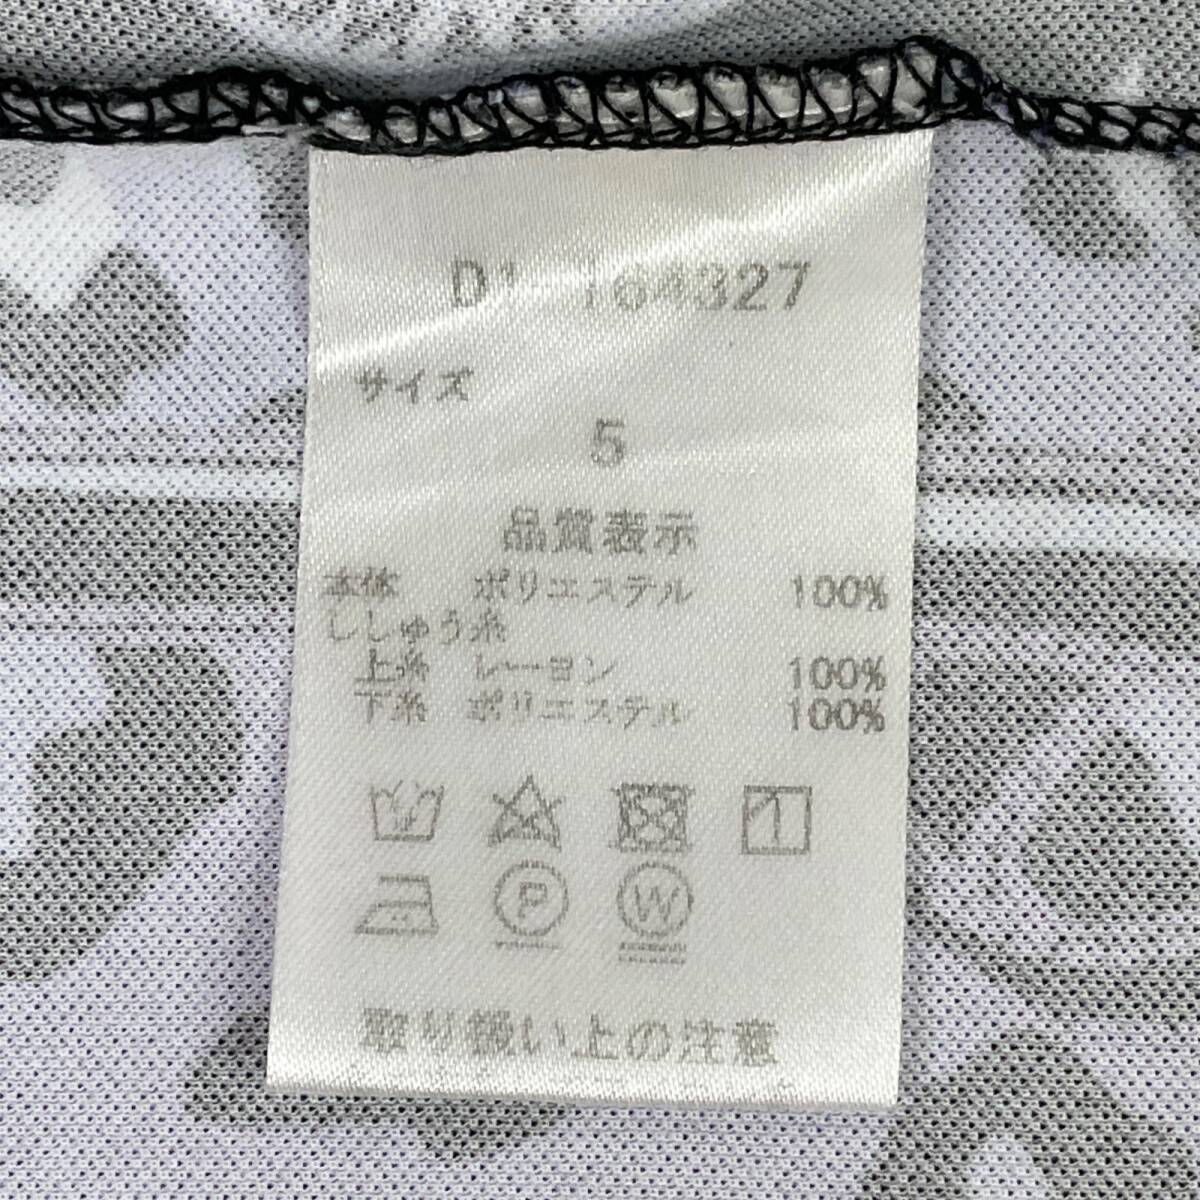 D1-164327
サイズ
5
品質表示
本体 ポリエステル 100%
ししゅう糸
上糸 レーヨン 100%
下糸 ポリエステル 100%
P W
取り扱い上の注意